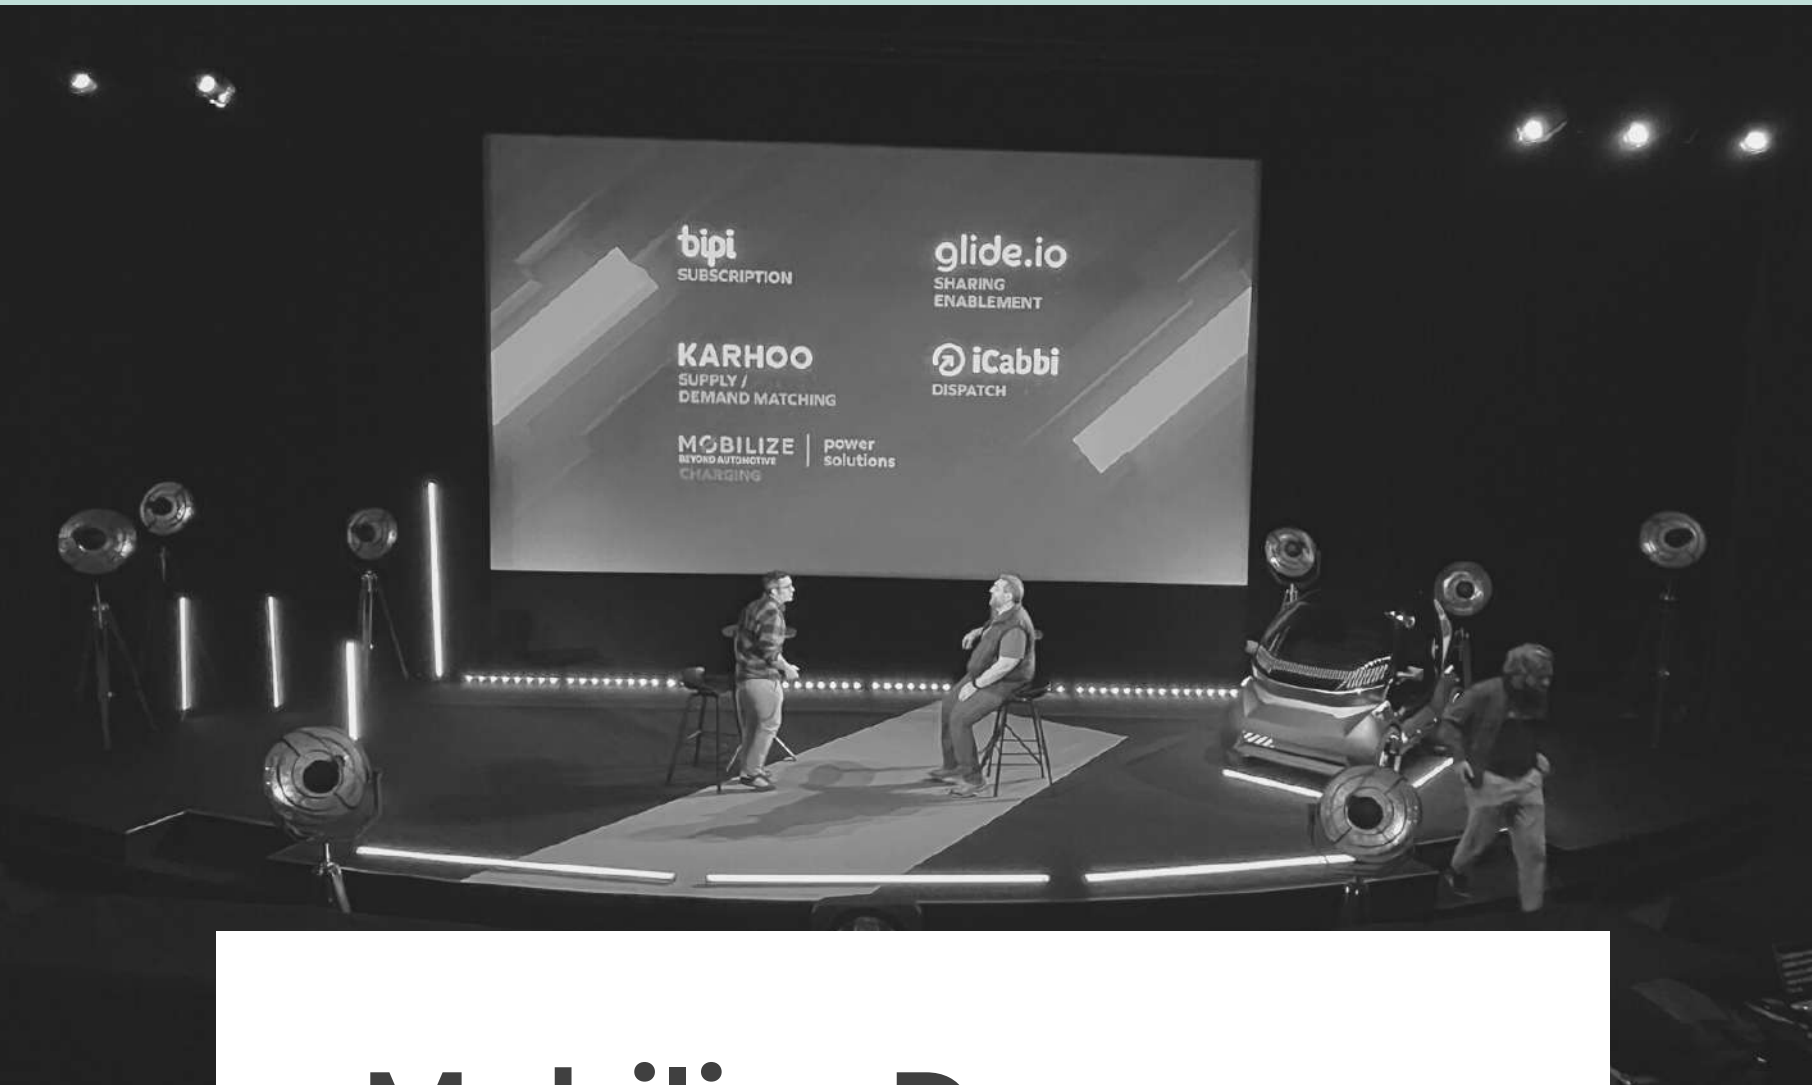 bipi
SUBSCRIPTION
glide.io
SHARING
ENABLEMENT
KARHOO
SUPPLY /
DEMAND MATCHING
iCabbi
DISPATCH
MOBILIZE
BEYOND AUTOMOTIVE
power
solutions
CHARGING